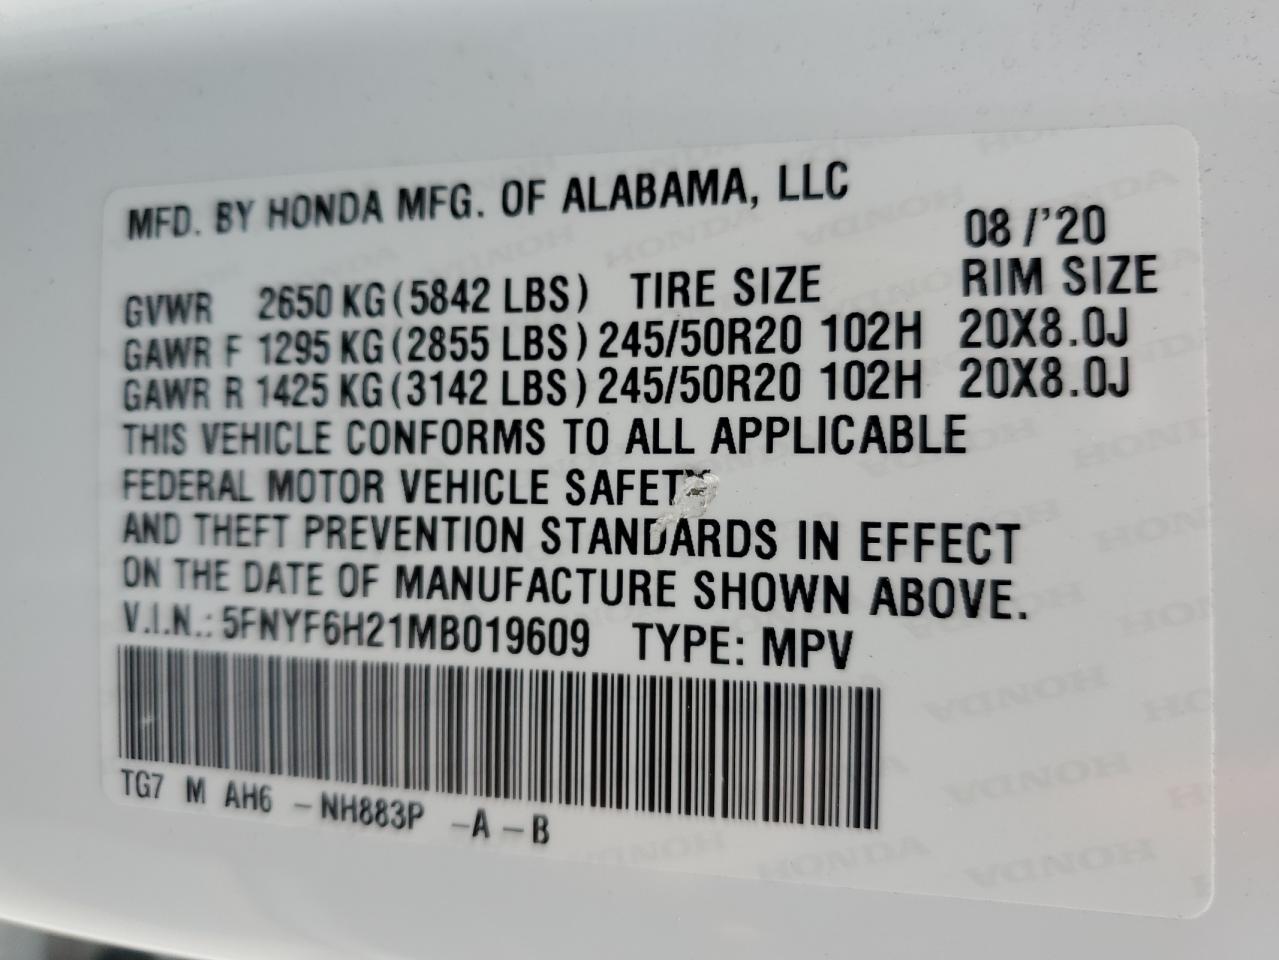 MFD. BY HONDA MFG. OF ALABAMA, LLC 08/'20
GVWR 2650 KG (5842 LBS) TIRE SIZE RIM SIZE
GAWR F 1295 KG (2855 LBS) 245/50R20 102H 20X8.0J
GAWR R 1425 KG (3142 LBS) 245/50R20 102H 20X8.0J
THIS VEHICLE CONFORMS TO ALL APPLICABLE
FEDERAL MOTOR VEHICLE SAFETY
AND THEFT PREVENTION STANDARDS IN EFFECT
ON THE DATE OF MANUFACTURE SHOWN ABOVE.
V.I.N.: 5FNYF6H21MB019609 TYPE: MPV
TG7 M AH6 -NH883P -A -B